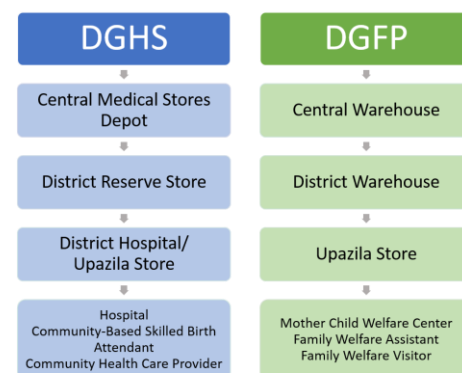 DGHS
Central Medical Stores
Depot
District Reserve Store
District Hospital/
Upazila Store
Hospital
Community-Based Skilled Birth
Attendant
Community Health Care Provider
DGFP
Central Warehouse
District Warehouse
Upazila Store
Mother Child Welfare Center
Family Welfare Assistant
Family Welfare Visitor